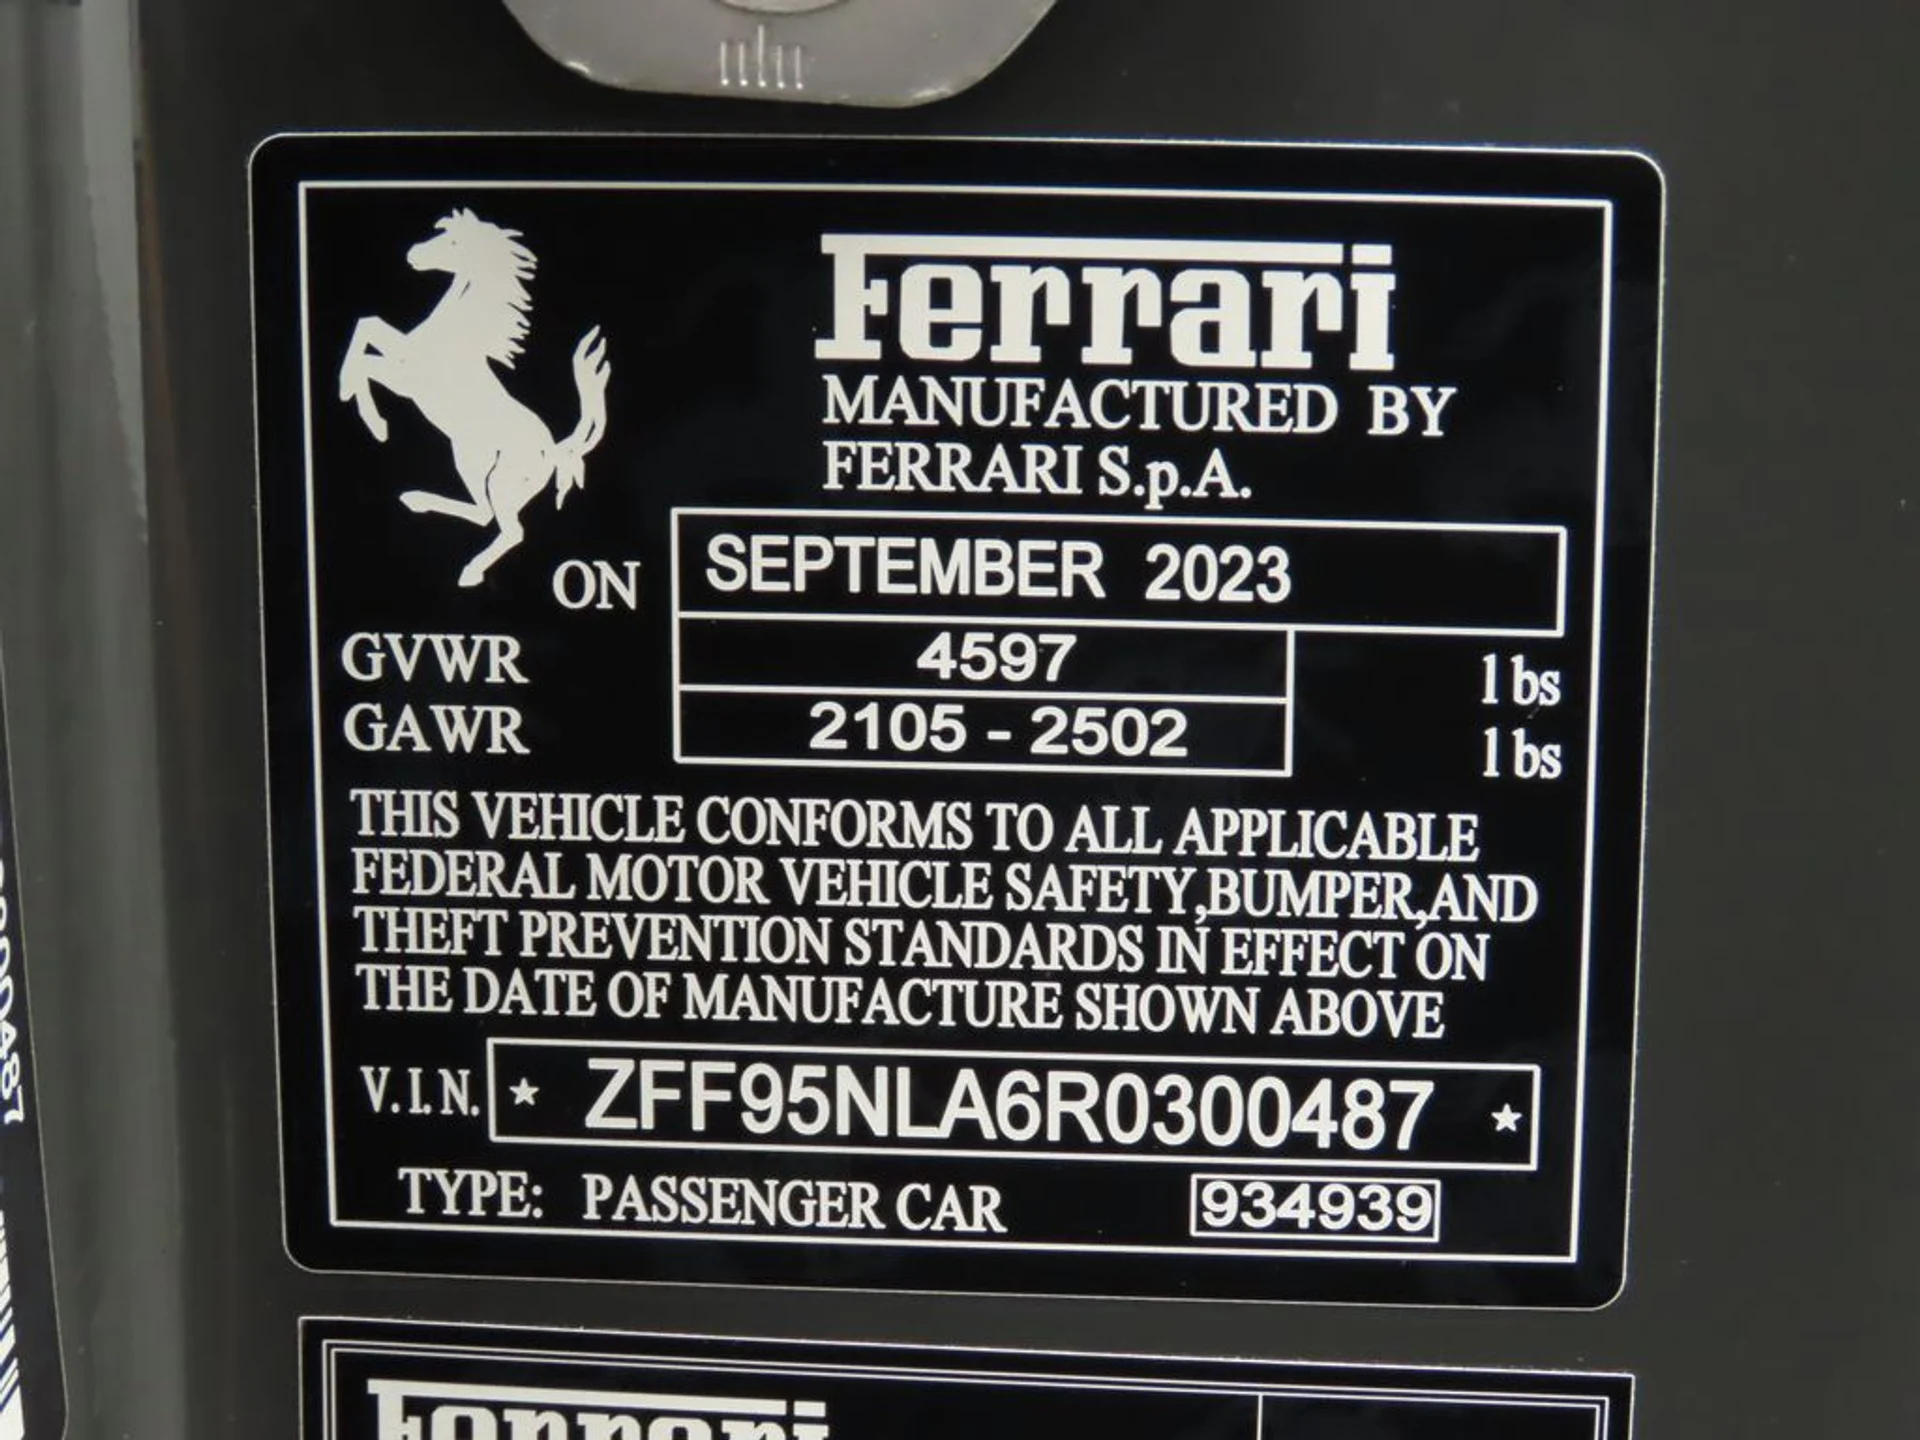 Ferrari
MANUFACTURED BY
FERRARI S.p.A.
ON SEPTEMBER 2023
GVWR 4597 lbs
GAWR 2105 - 2502 lbs
THIS VEHICLE CONFORMS TO ALL APPLICABLE
FEDERAL MOTOR VEHICLE SAFETY,BUMPER,AND
THEFT PREVENTION STANDARDS IN EFFECT ON
THE DATE OF MANUFACTURE SHOWN ABOVE
V.I.N. ★ ZFF95NLA6R0300487 ★
TYPE: PASSENGER CAR 934939
Ferrari